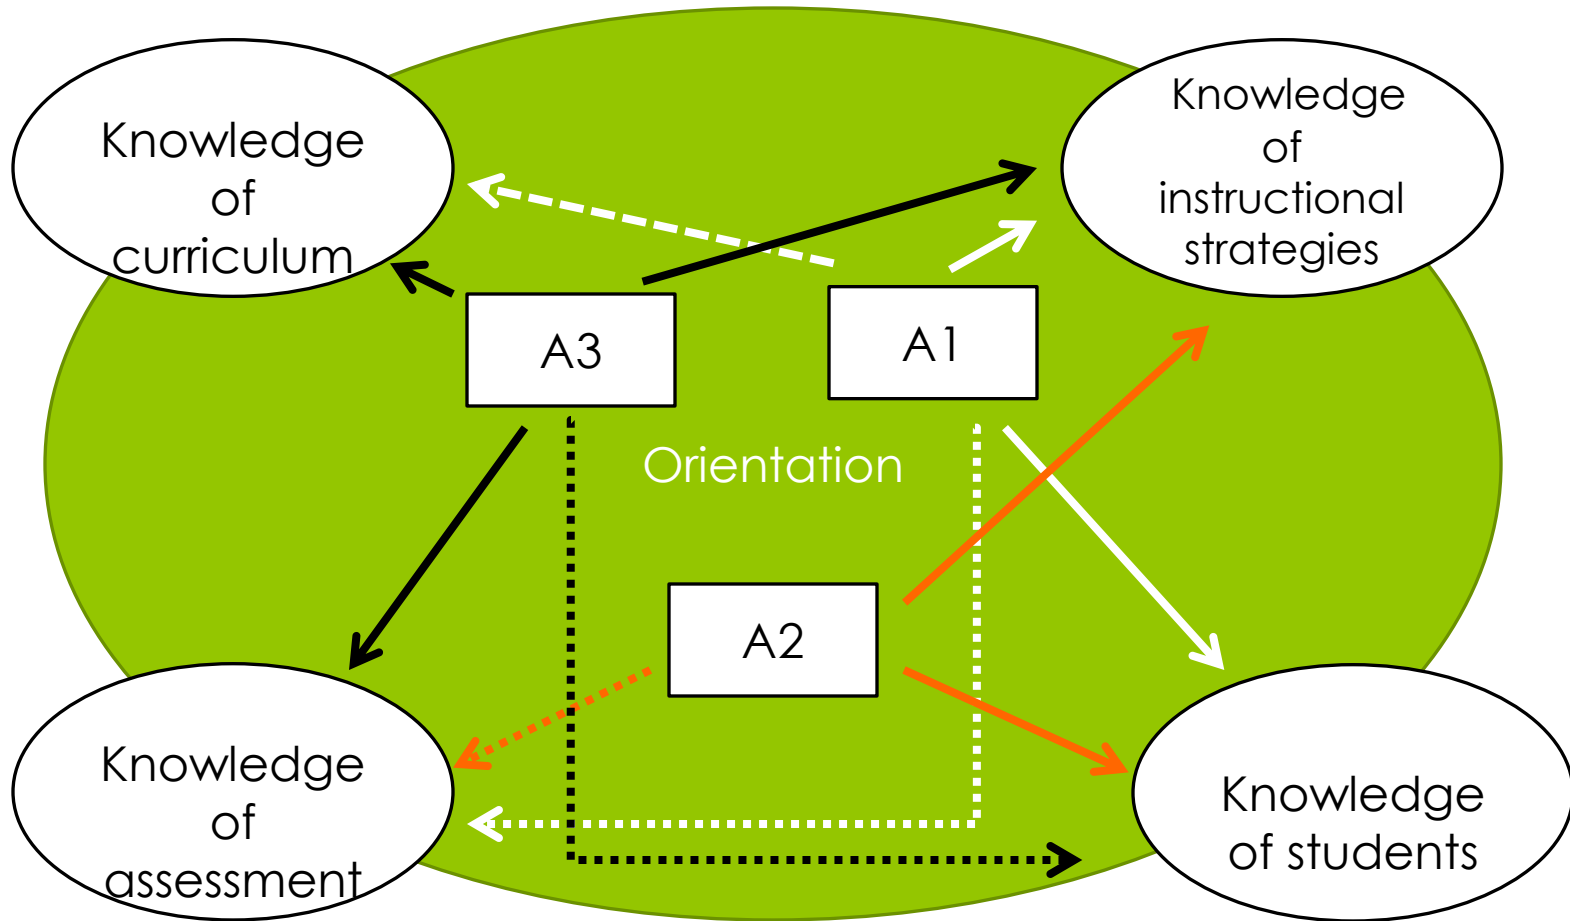 Knowledge
of
curriculum
Knowledge
of
instructional
strategies
A3
A1
Orientation
A2
Knowledge
of
assessment
Knowledge
of students